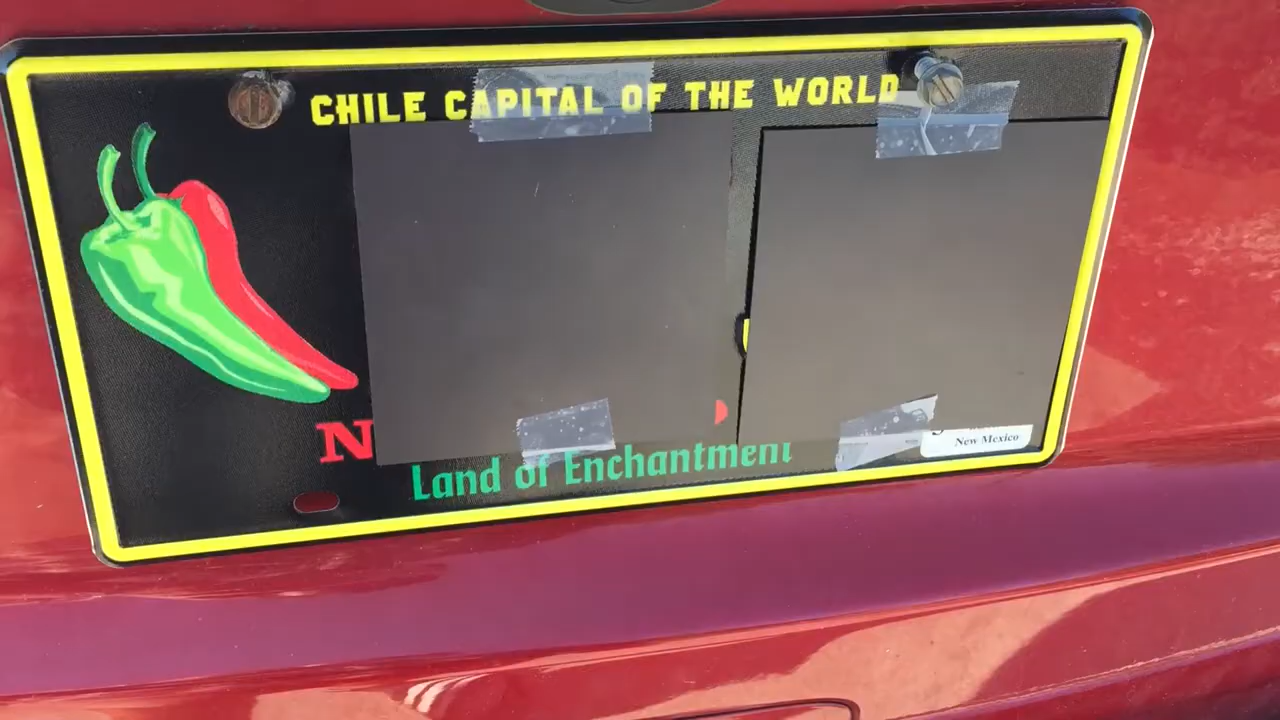 CHILE CAPITAL OF THE WORLD
N
Land of Enchantment
New Mexico